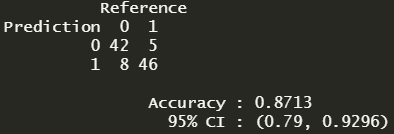 Reference
Prediction 0 1
0 42 5
1 8 46
Accuracy : 0.8713
95% CI : (0.79, 0.9296)